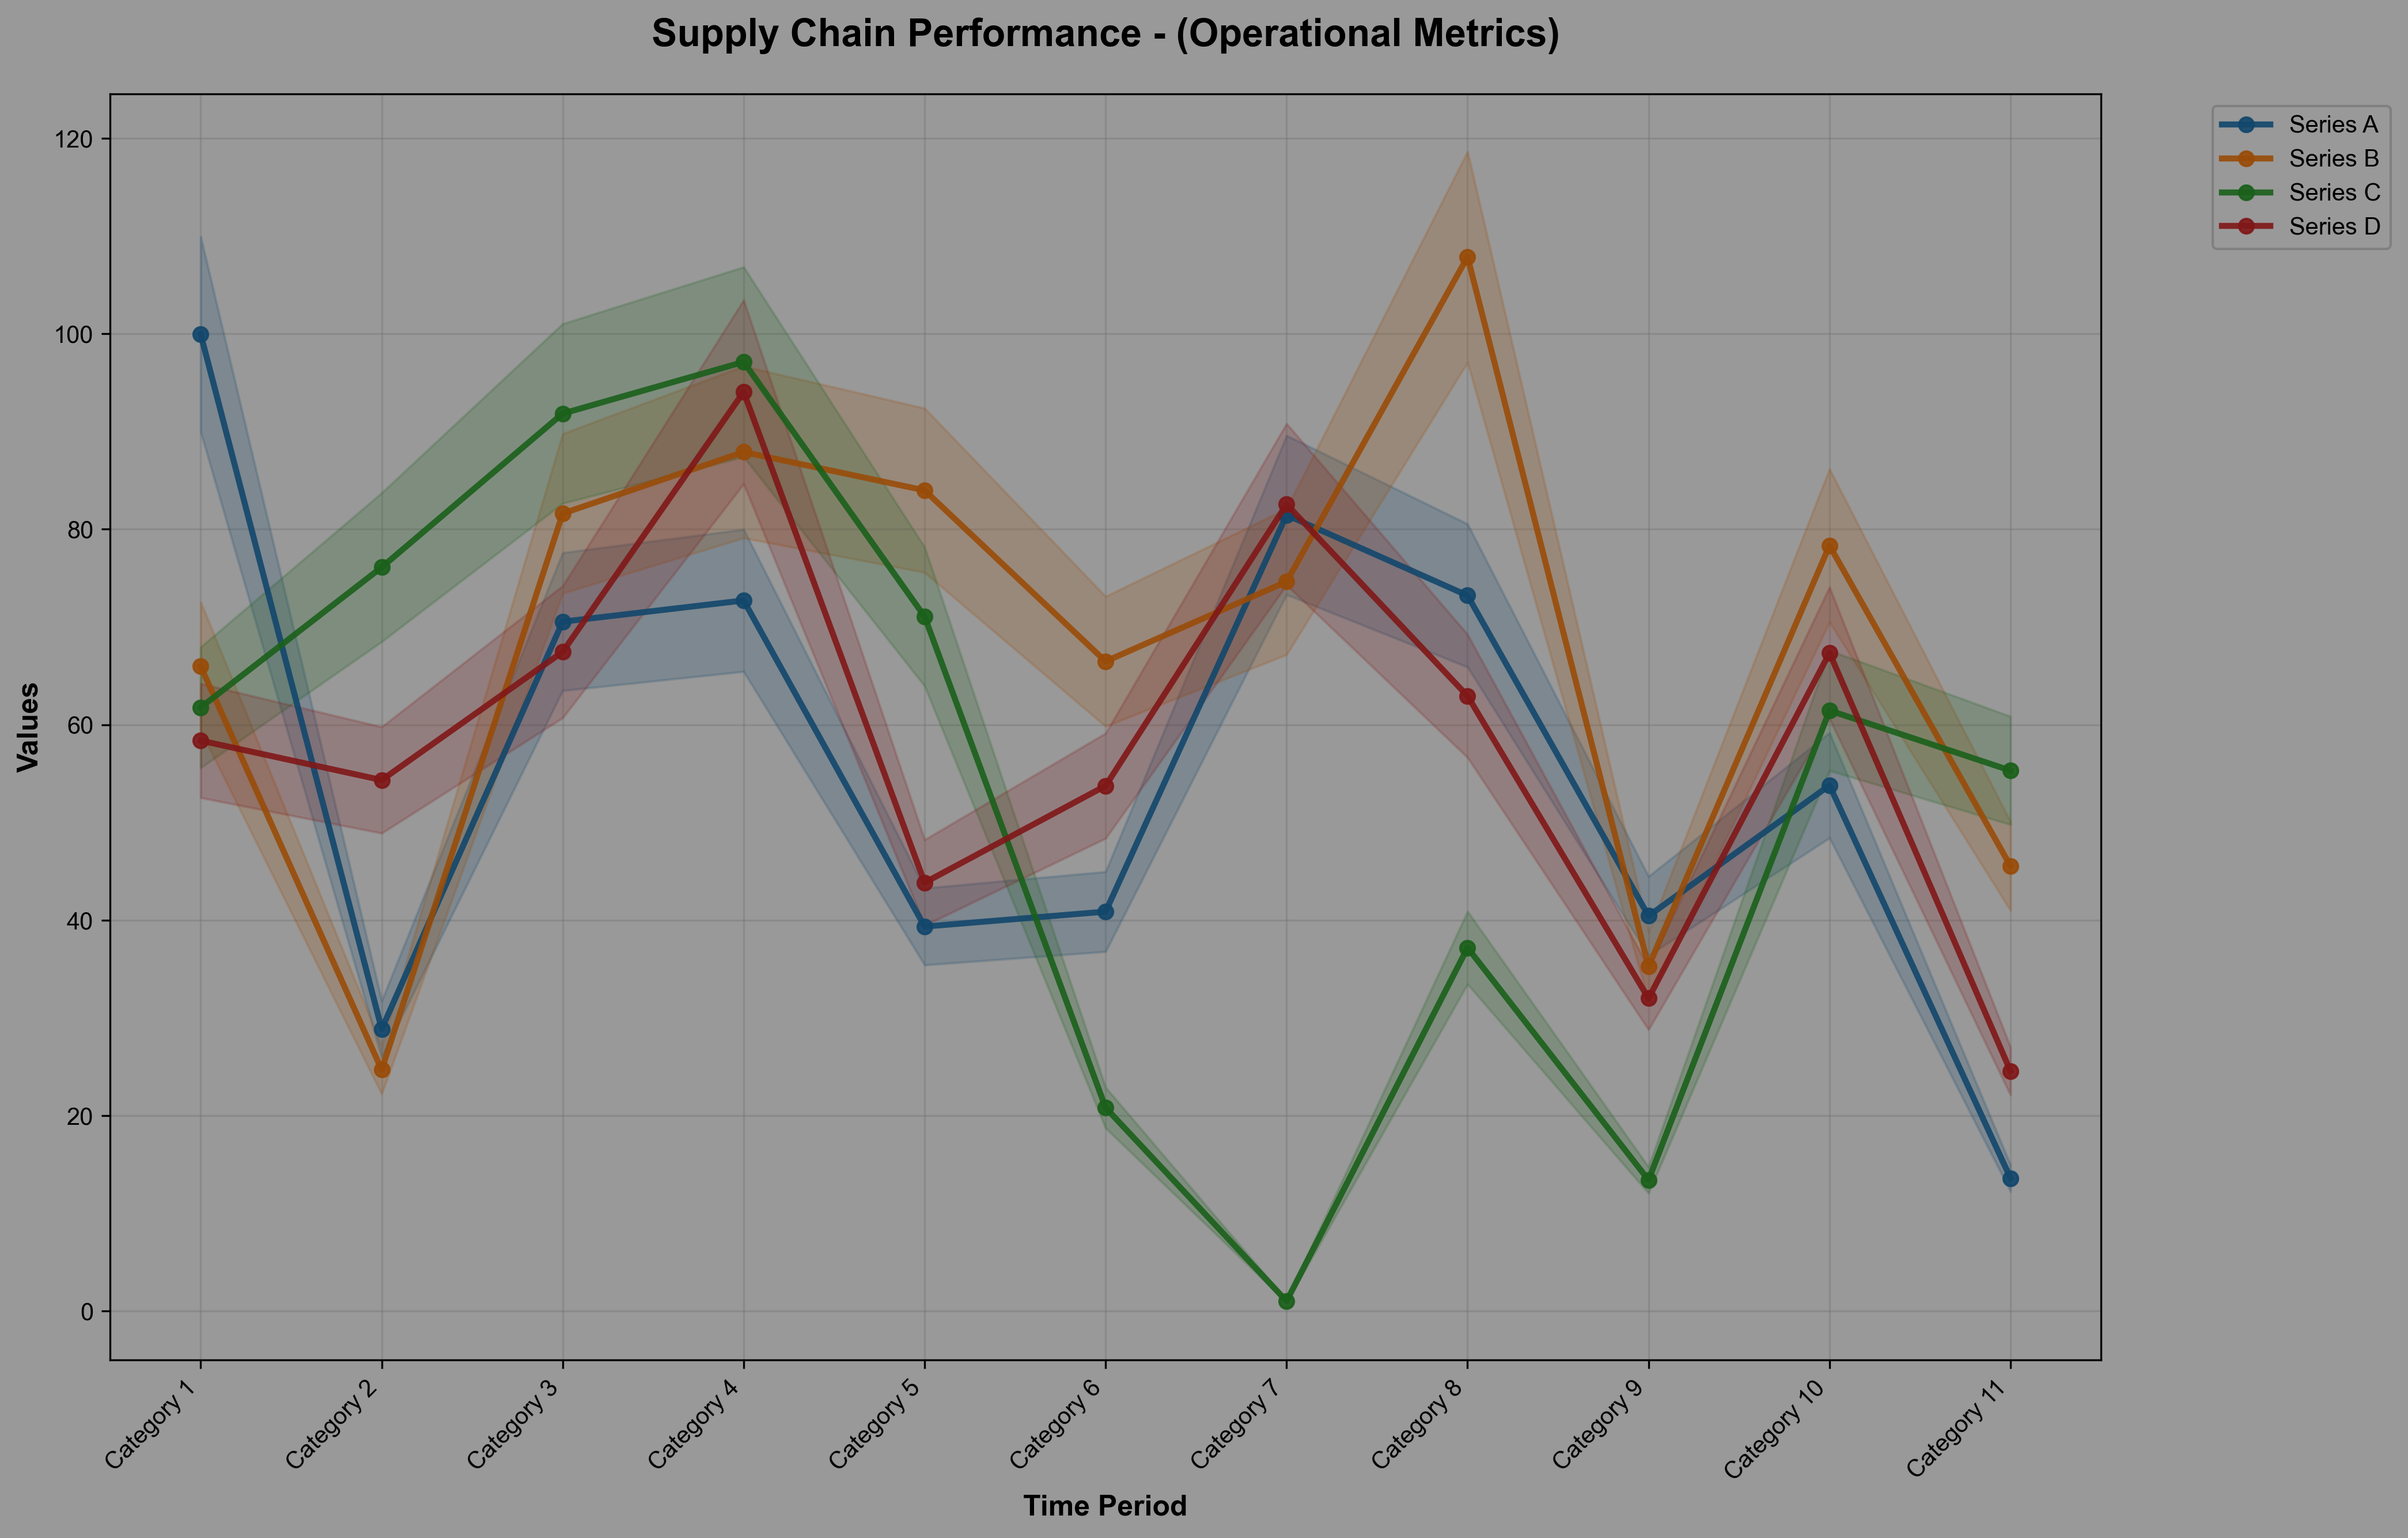 Supply Chain Performance - (Operational Metrics)
Series A
Series B
Series C
Series D
Values
120
100
80
60
40
20
0
Category 1
Category 2
Category 3
Category 4
Category 5
Category 6
Category 7
Category 8
Category 9
Category 10
Category 11
Time Period